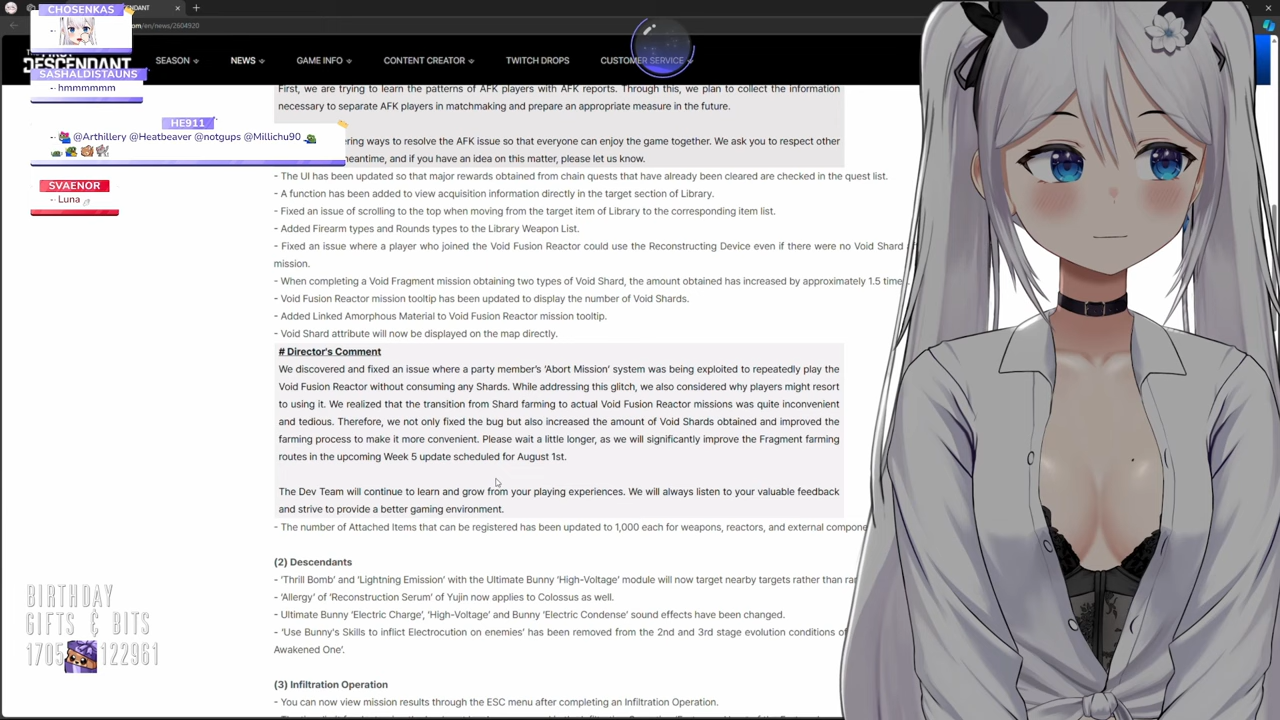 CHOSENKAS
SASHALDISTAUNS
hmmmmmm
HE911
@Arthillery @Heatbeaver @notgups @Millichu90
SVAENOR
Luna
DESCENDANT
om/en/news/2604920
DESCENDANT
SEASON
NEWS
GAME INFO
CONTENT CREATOR
TWITCH DROPS
CUSTOMER SERVICE
First, we are trying to learn the patterns of AFK players with AFK reports. Through this, we plan to collect the information
necessary to separate AFK players in matchmaking and prepare an appropriate measure in the future.
ering ways to resolve the AFK issue so that everyone can enjoy the game together. We ask you to respect other
meantime, and if you have an idea on this matter, please let us know.
- The UI has been updated so that major rewards obtained from chain quests that have already been cleared are checked in the quest list.
- A function has been added to view acquisition information directly in the target section of Library.
- Fixed an issue of scrolling to the top when moving from the target item of Library to the corresponding item list.
- Added Firearm types and Rounds types to the Library Weapon List.
- Fixed an issue where a player who joined the Void Fusion Reactor could use the Reconstructing Device even if there were no Void Shard
mission.
- When completing a Void Fragment mission obtaining two types of Void Shard, the amount obtained has increased by approximately 1.5 time
- Void Fusion Reactor mission tooltip has been updated to display the number of Void Shards.
- Added Linked Amorphous Material to Void Fusion Reactor mission tooltip.
- Void Shard attribute will now be displayed on the map directly.
# Director's Comment
We discovered and fixed an issue where a party member's 'Abort Mission' system was being exploited to repeatedly play the
Void Fusion Reactor without consuming any Shards. While addressing this glitch, we also considered why players might resort
to using it. We realized that the transition from Shard farming to actual Void Fusion Reactor missions was quite inconvenient
and tedious. Therefore, we not only fixed the bug but also increased the amount of Void Shards obtained and improved the
farming process to make it more convenient. Please wait a little longer, as we will significantly improve the Fragment farming
routes in the upcoming Week 5 update scheduled for August 1st.
The Dev Team will continue to learn and grow from your playing experiences. We will always listen to your valuable feedback
and strive to provide a better gaming environment.
- The number of Attached Items that can be registered has been updated to 1,000 each for weapons, reactors, and external compone
(2) Descendants
- 'Thrill Bomb' and 'Lightning Emission' with the Ultimate Bunny 'High-Voltage' module will now target nearby targets rather than ran
- 'Allergy' of 'Reconstruction Serum' of Yujin now applies to Colossus as well.
- Ultimate Bunny 'Electric Charge', 'High-Voltage' and Bunny 'Electric Condense' sound effects have been changed.
- 'Use Bunny's Skills to inflict Electrocution on enemies' has been removed from the 2nd and 3rd stage evolution conditions of
Awakened One'.
(3) Infiltration Operation
- You can now view mission results through the ESC menu after completing an Infiltration Operation.
BIRTHDAY
GIFTS & BITS
1705 122961